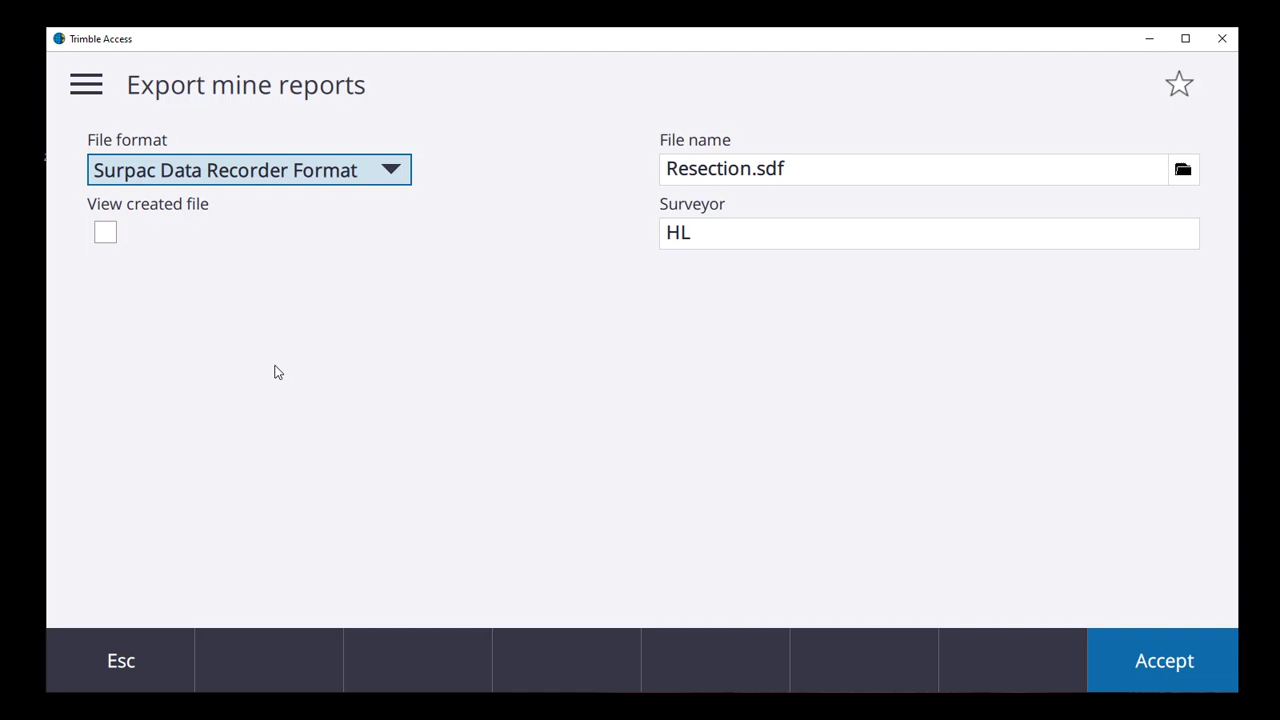 Trimble Access
Export mine reports
File format
Surpac Data Recorder Format
View created file
File name
Resection.sdf
Surveyor
HL
Esc
Accept